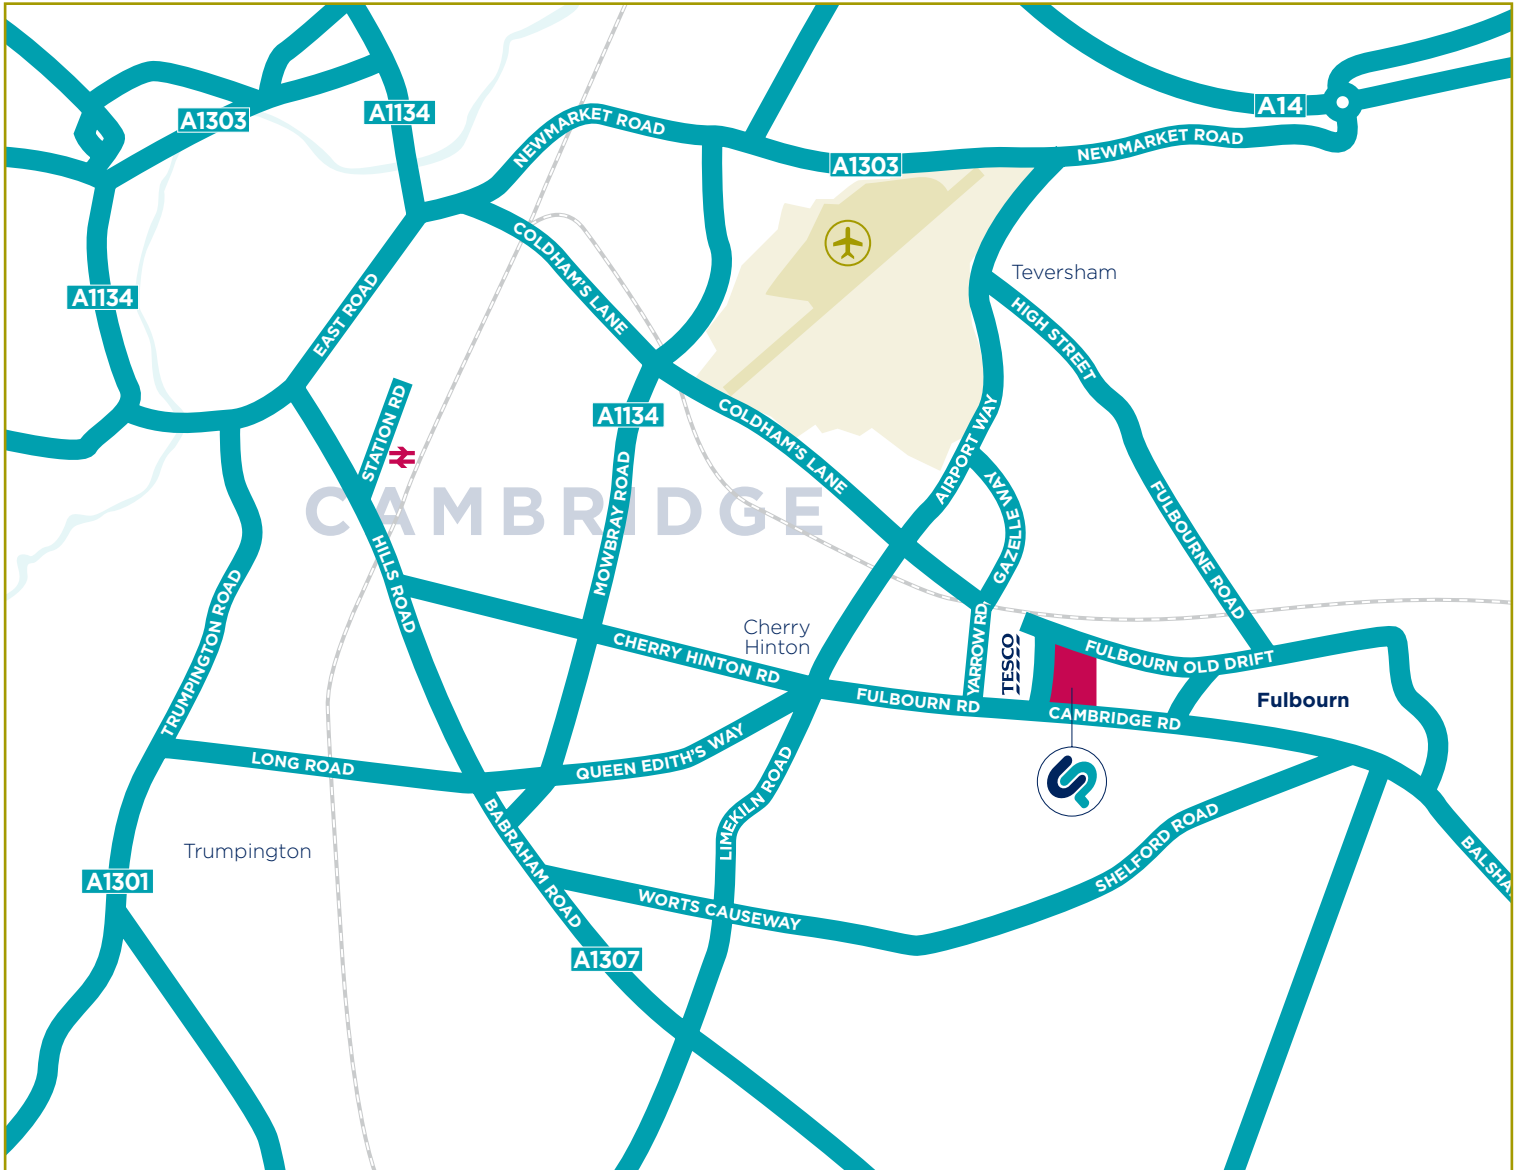 A14
A1134
A1303
NEWMARKET ROAD
NEWMARKET ROAD
A1303
COLDHAM'S LANE
Teversham
A1134
EAST ROAD
HIGH STREET
STATION RD
A1134
COLDHAM'S LANE
AIRPORT WAY
CAMBRIDGE
MOWBRAY ROAD
GAZELLE WAY
FULBOURNE ROAD
HILLS ROAD
TRUMPINGTON ROAD
Cherry
Hinton
YARROW RD
TESCO
CHERRY HINTON RD
FULBOURN OLD DRIFT
FULBOURN RD
Fulbourn
CAMBRIDGE RD
LONG ROAD
QUEEN EDITH'S WAY
LIMEKILN ROAD
BABRAHAM ROAD
SHELFORD ROAD
Trumpington
A1301
WORTS CAUSEWAY
A1307